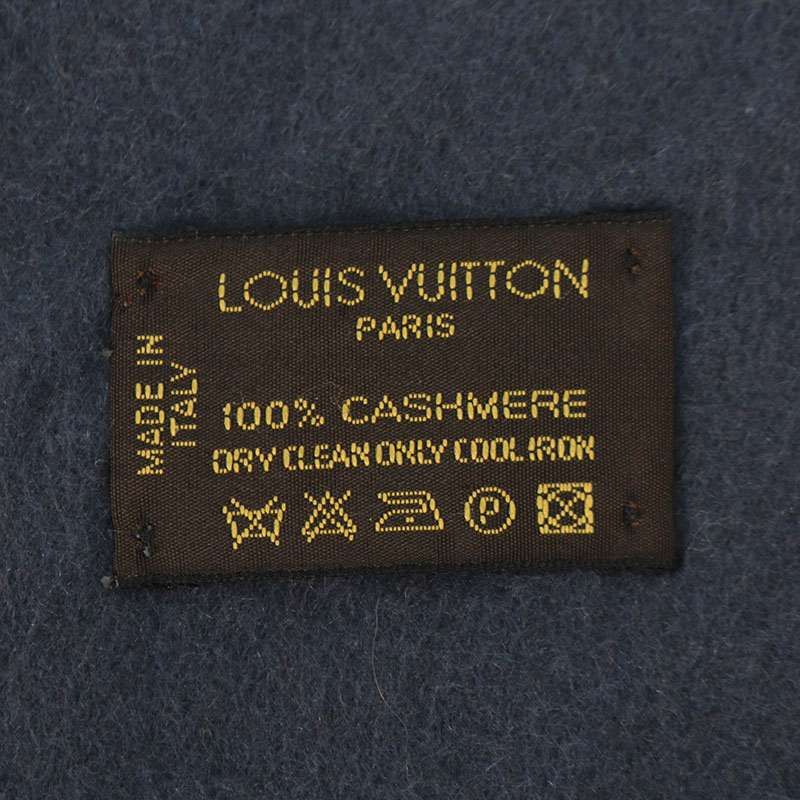 LOUIS VUITTON
PARIS
MADE IN
ITALY
100% CASHMERE
DRY CLEAN ONLY COOL IRON
P